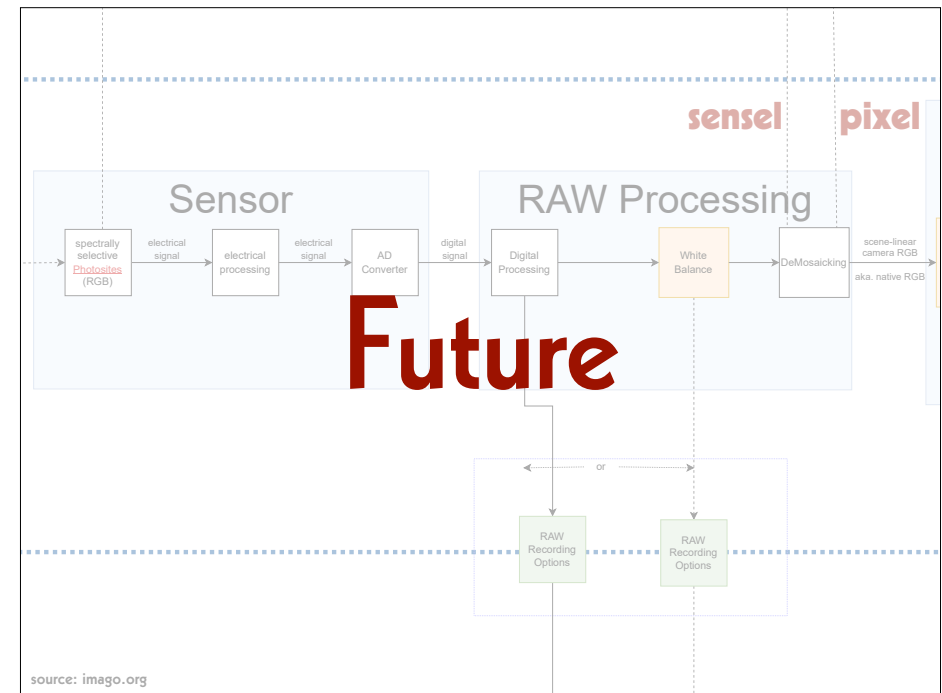 sensel
pixel
Sensor
RAW Processing
spectrally
selective
Photosites
(RGB)
electrical
signal
electrical
processing
electrical
signal
AD
Converter
digital
signal
Digital
Processing
White
Balance
DeMosaicking
scene-linear
camera RGB
aka. native RGB
Future
or
RAW
Recording
Options
RAW
Recording
Options
source: imago.org